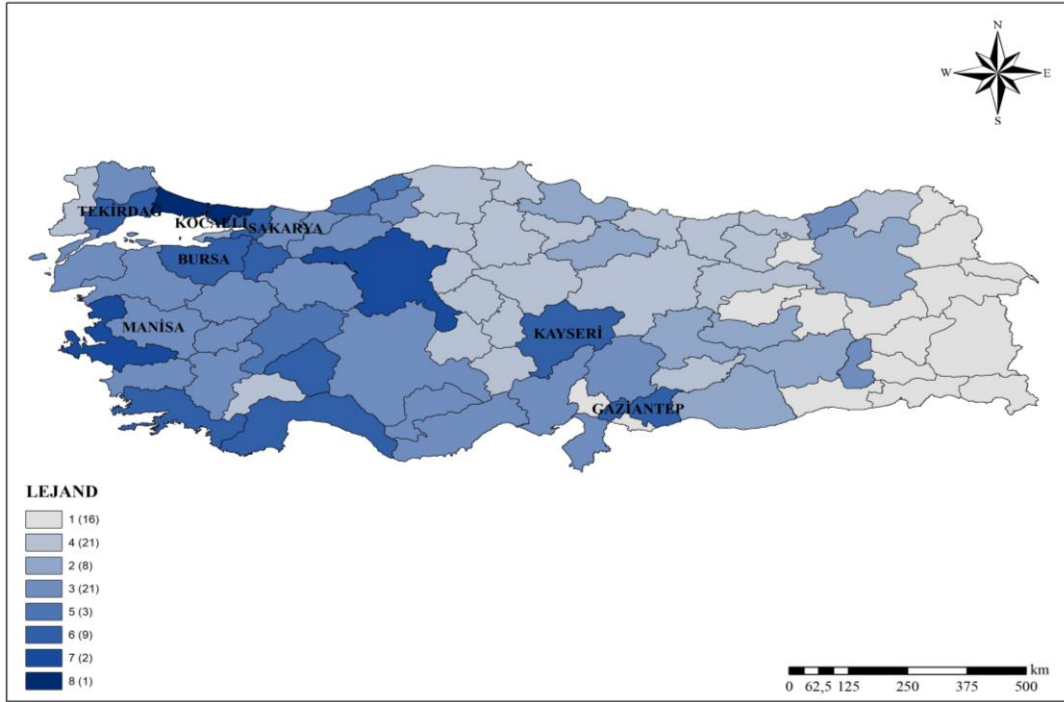 N
W E
S
TEKİRDAĞ
KOCAELİ
SAKARYA
BURSA
MANİSA
KAYSERİ
GAZİANTEP
LEJAND
1 (16)
4 (21)
2 (8)
3 (21)
5 (3)
6 (9)
7 (2)
8 (1)
km
0 62,5 125 250 375 500